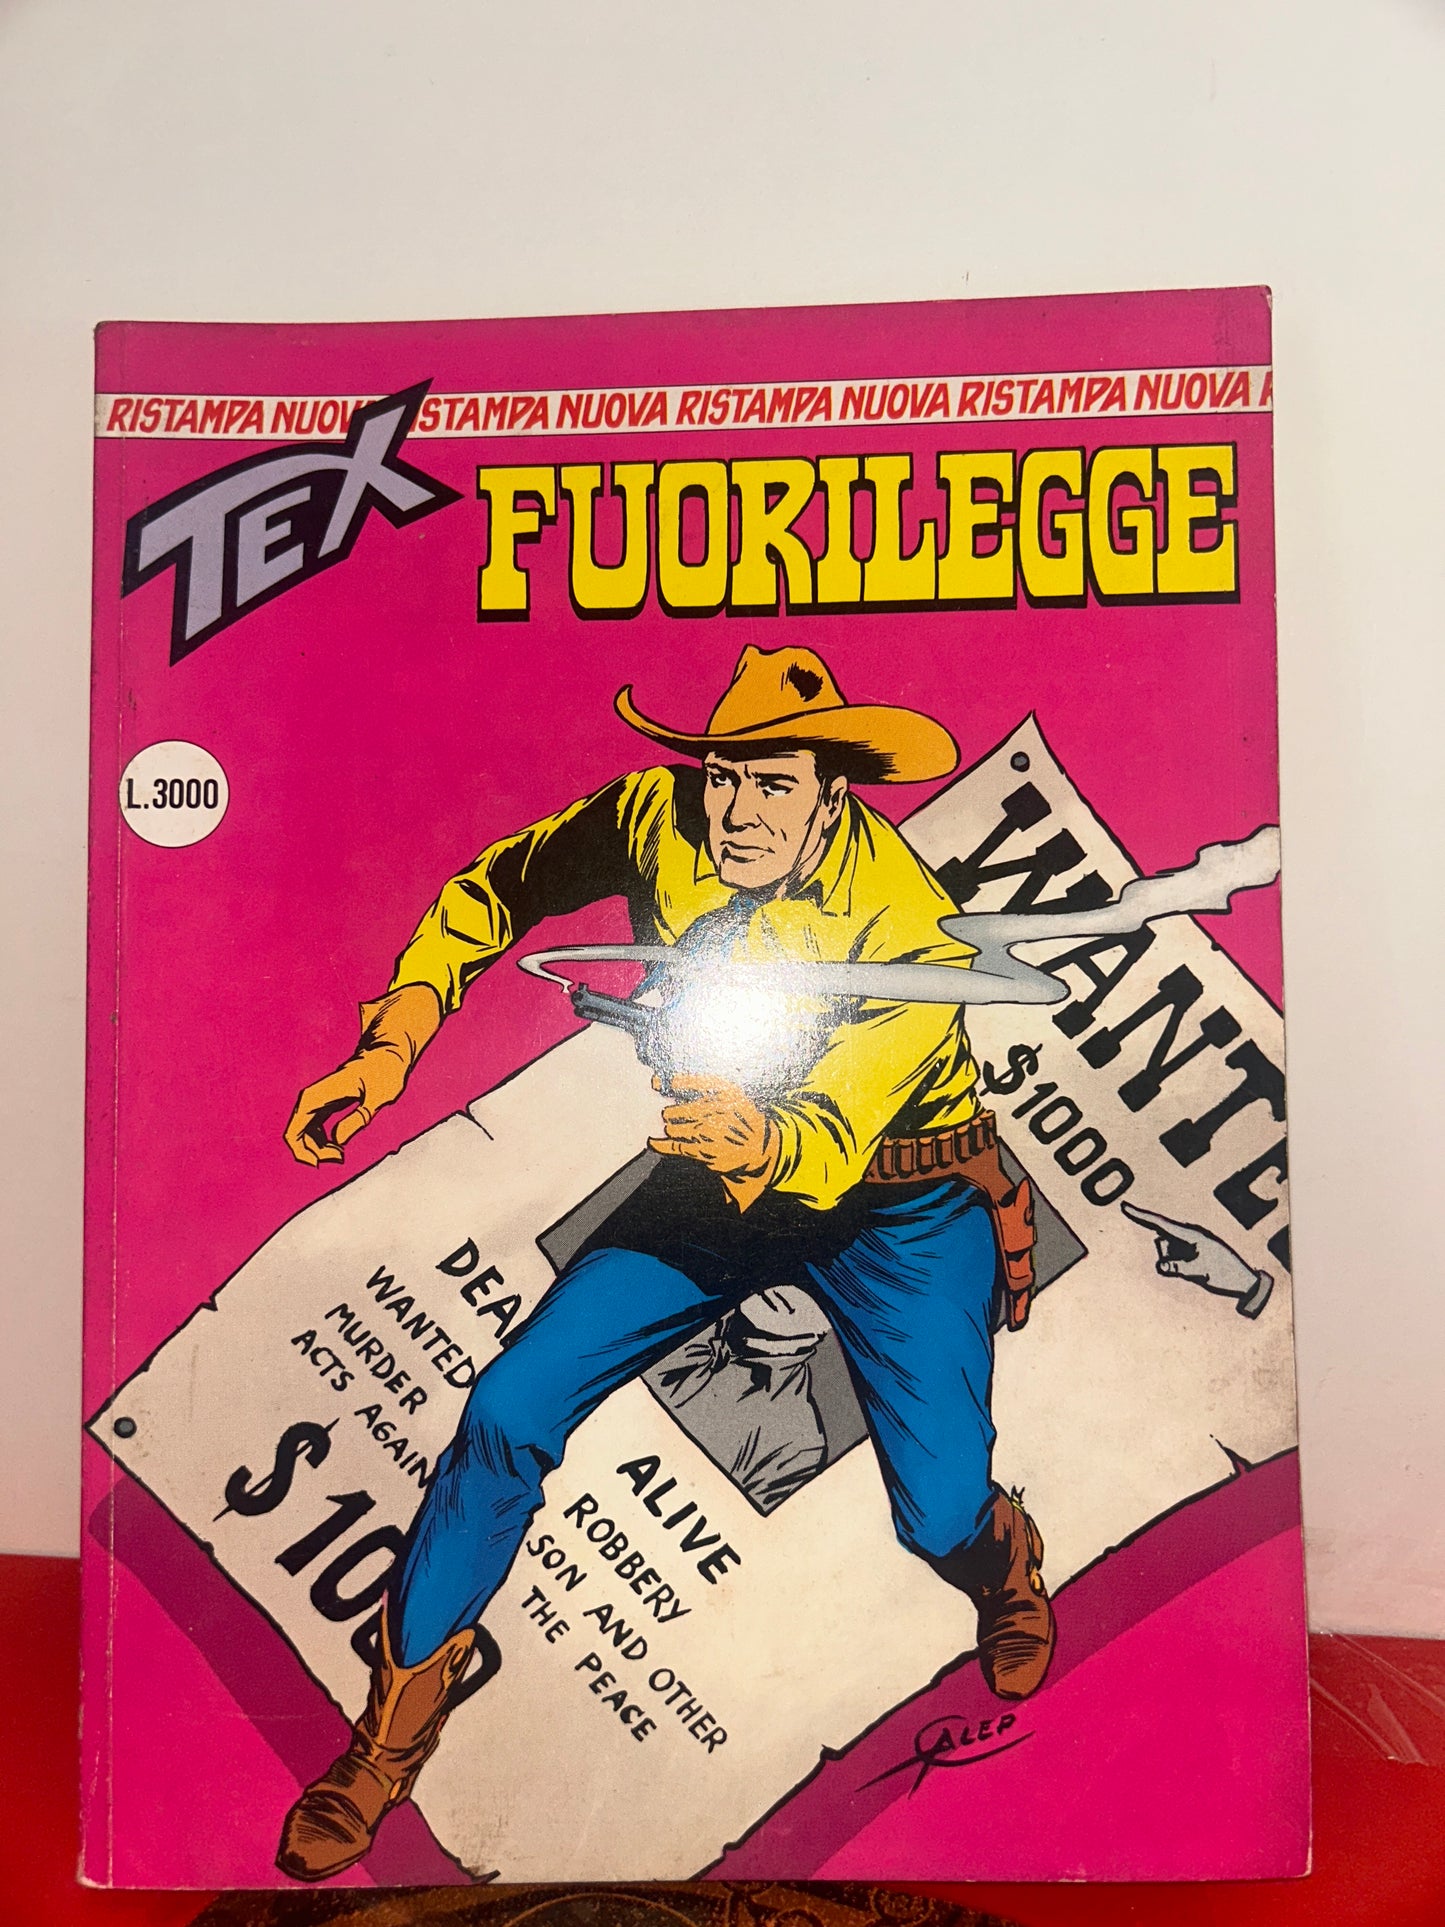 RISTAMPA NUOVA RISTAMPA NUOVA RISTAMPA NUOVA RISTAMPA NUOVA R
TEX
FUORILEGGE
L.3000
WANTE
$1000
DEA
WANTED
MURDER
ACTS AGAIN
$1000
ALIVE
ROBBERY
SON AND OTHER
THE PEACE
GALEP